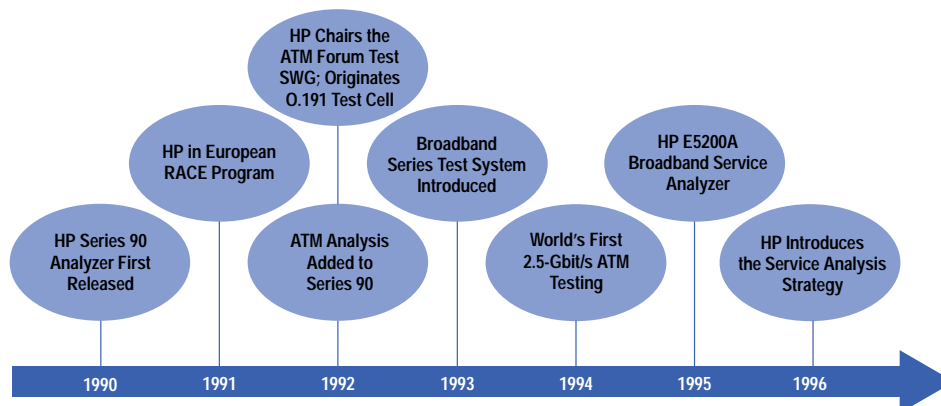 HP Chairs the
ATM Forum Test
SWG; Originates
O.191 Test Cell
HP in European
RACE Program
Broadband
Series Test System
Introduced
HP E5200A
Broadband Service
Analyzer
HP Series 90
Analyzer First
Released
ATM Analysis
Added to
Series 90
World's First
2.5-Gbit/s ATM
Testing
HP Introduces
the Service Analysis
Strategy
1990
1991
1992
1993
1994
1995
1996